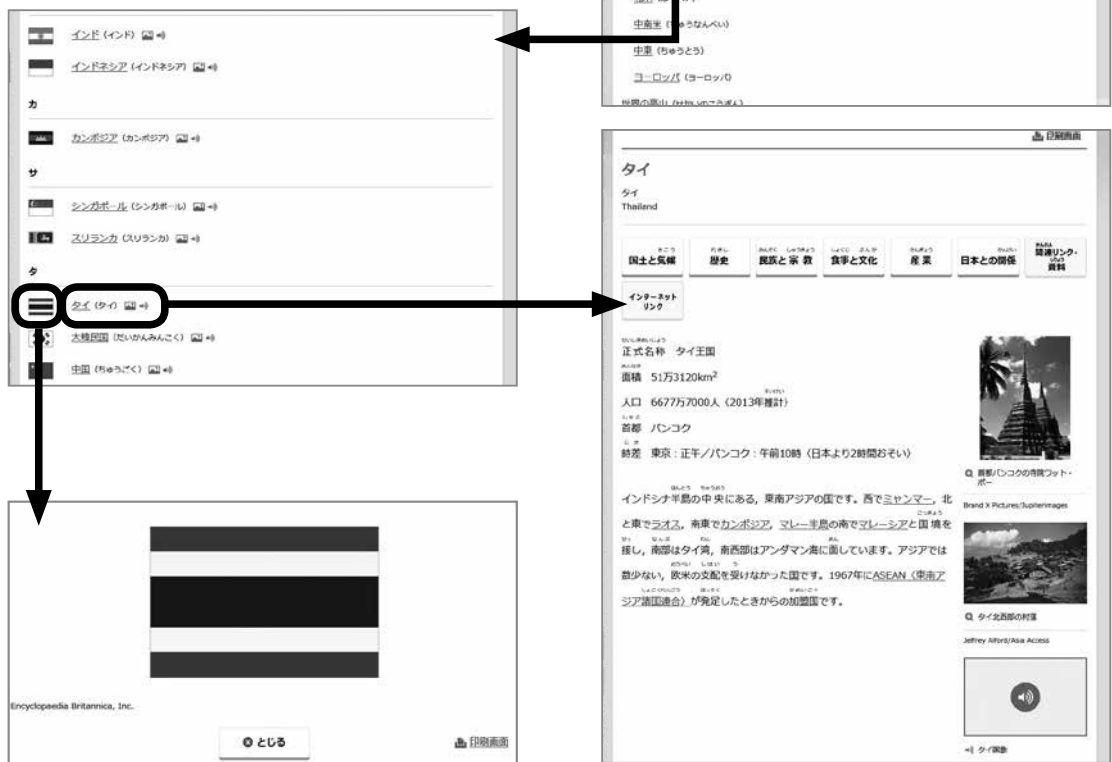 インド (インド)
インドネシア (インドネシア)
カ
カンボジア (カンボジア)
サ
シンガポール (シンガポール)
スリランカ (スリランカ)
タ
タイ (タイ)
大韓民国 (だいかんみんこく)
中国 (ちゅうごく)
Encyclopaedia Britannica, Inc.
とじる
印刷画面
中南米 (ちゅうなんべい)
中東 (ちゅうとう)
ヨーロッパ (ヨーロッパ)
印刷画面
タイ
タイ
Thailand
国土と気候
歴史
民族と宗教
食事と文化
産業
日本との関係
関連リンク・
資料
インターネット
リンク
正式名称 タイ王国
面積 51万3120km²
人口 6677万7000人（2013年推計）
首都 バンコク
時差 東京：正午／バンコク：午前10時（日本より2時間おそい）
インドシナ半島の中央にある，東南アジアの国です。西でミャンマー，北
と東でラオス，南東でカンボジア，マレー半島の南でマレーシアと国境を
接し，南部はタイ湾，南西部はアンダマン海に面しています。アジアでは
数少ない，欧米の支配を受けなかった国です。1967年にASEAN（東南ア
ジア諸国連合）が発足したときからの加盟国です。
首都バンコクの寺院ワット・
ポー
Brand X Pictures/Jupiterimages
タイ北西部の村落
Jeffrey Alford/Asia Access
タイ国歌